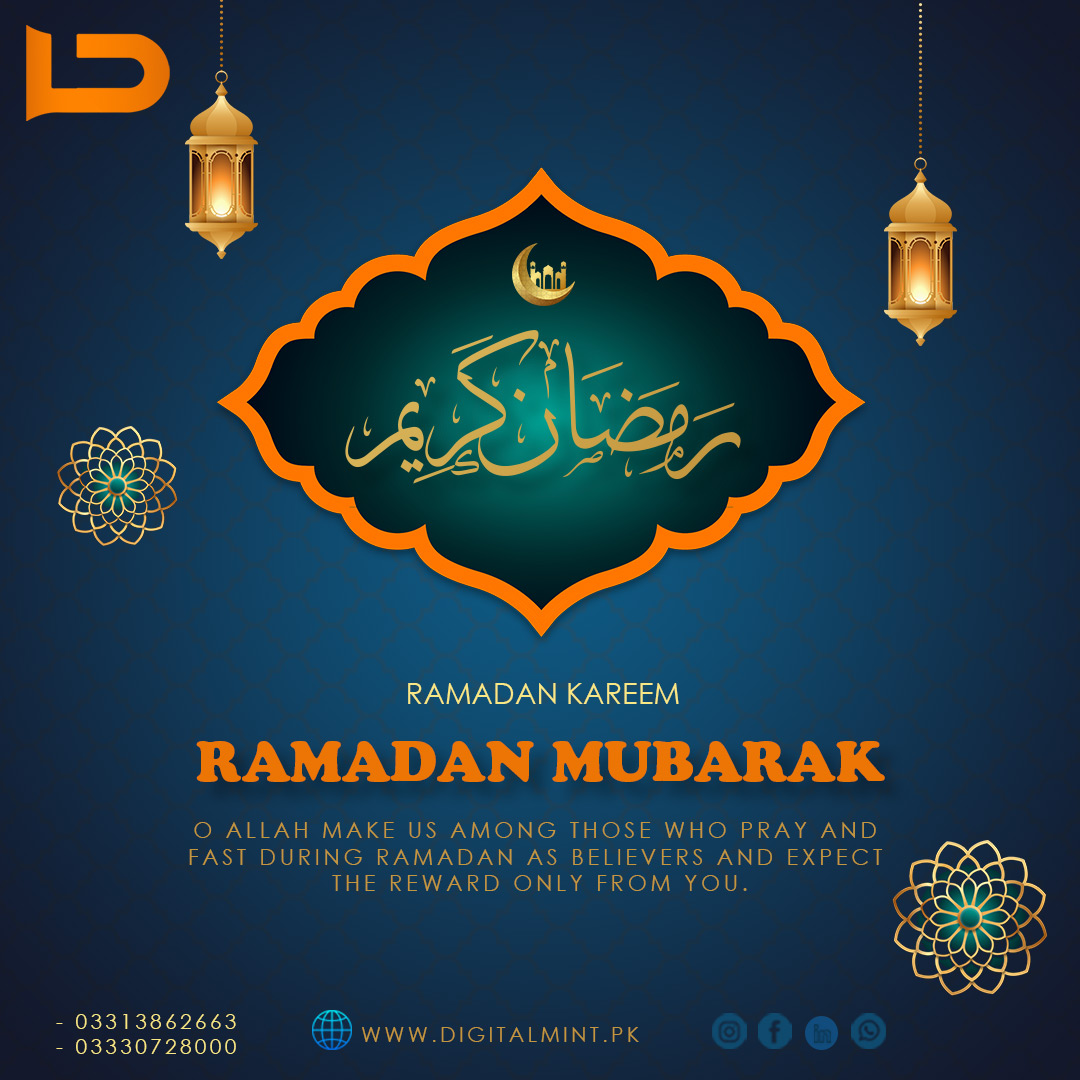 رمضان كريم
RAMADAN KAREEM
RAMADAN MUBARAK
O ALLAH MAKE US AMONG THOSE WHO PRAY AND
FAST DURING RAMADAN AS BELIEVERS AND EXPECT
THE REWARD ONLY FROM YOU.
- 03313862663
- 03330728000
WWW.DIGITALMINT.PK